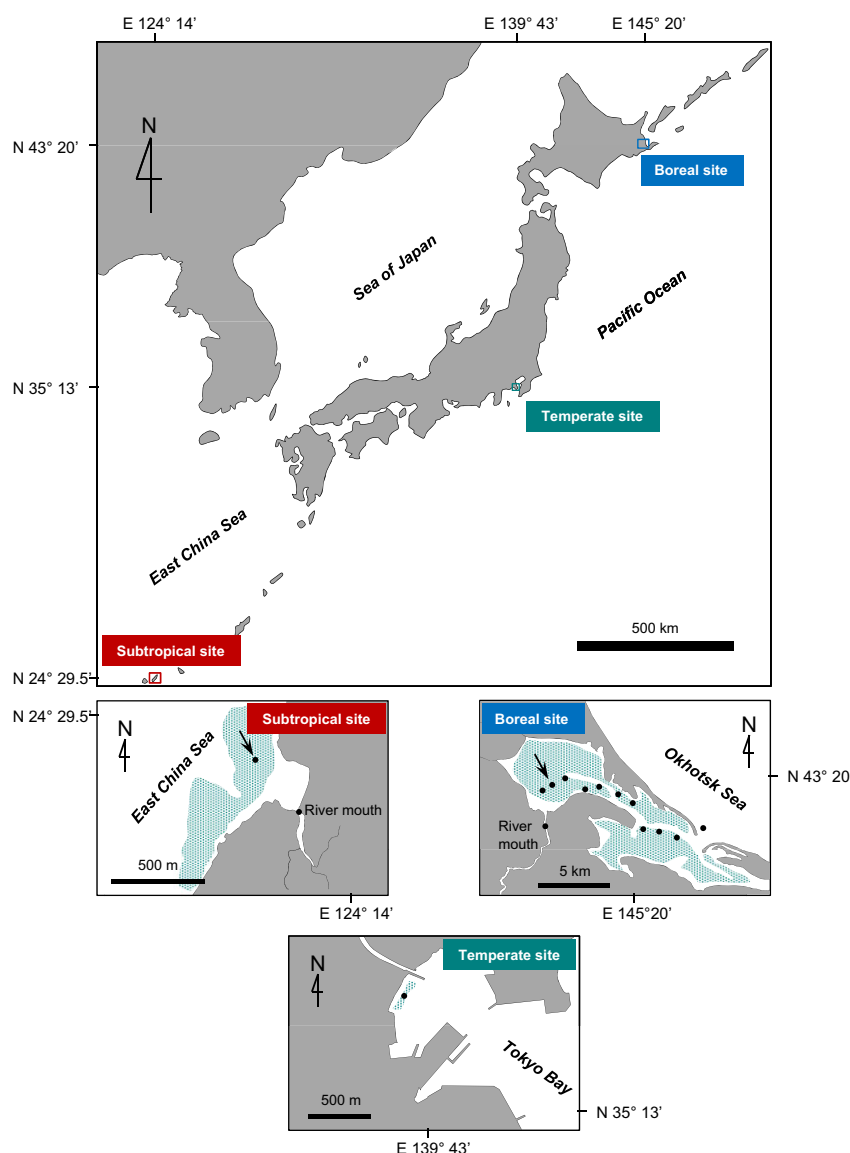 E 124° 14’
E 139° 43’
E 145° 20’
N
N 43° 20’
Boreal site
Sea of Japan
Pacific Ocean
N 35° 13’
Temperate site
East China Sea
500 km
Subtropical site
N 24° 29.5’
N 24° 29.5’
Subtropical site
N
East China Sea
River mouth
500 m
E 124° 14’
Boreal site
N
Okhotsk Sea
N 43° 20
River
mouth
5 km
E 145°20’
Temperate site
N
Tokyo Bay
500 m
N 35° 13’
E 139° 43’